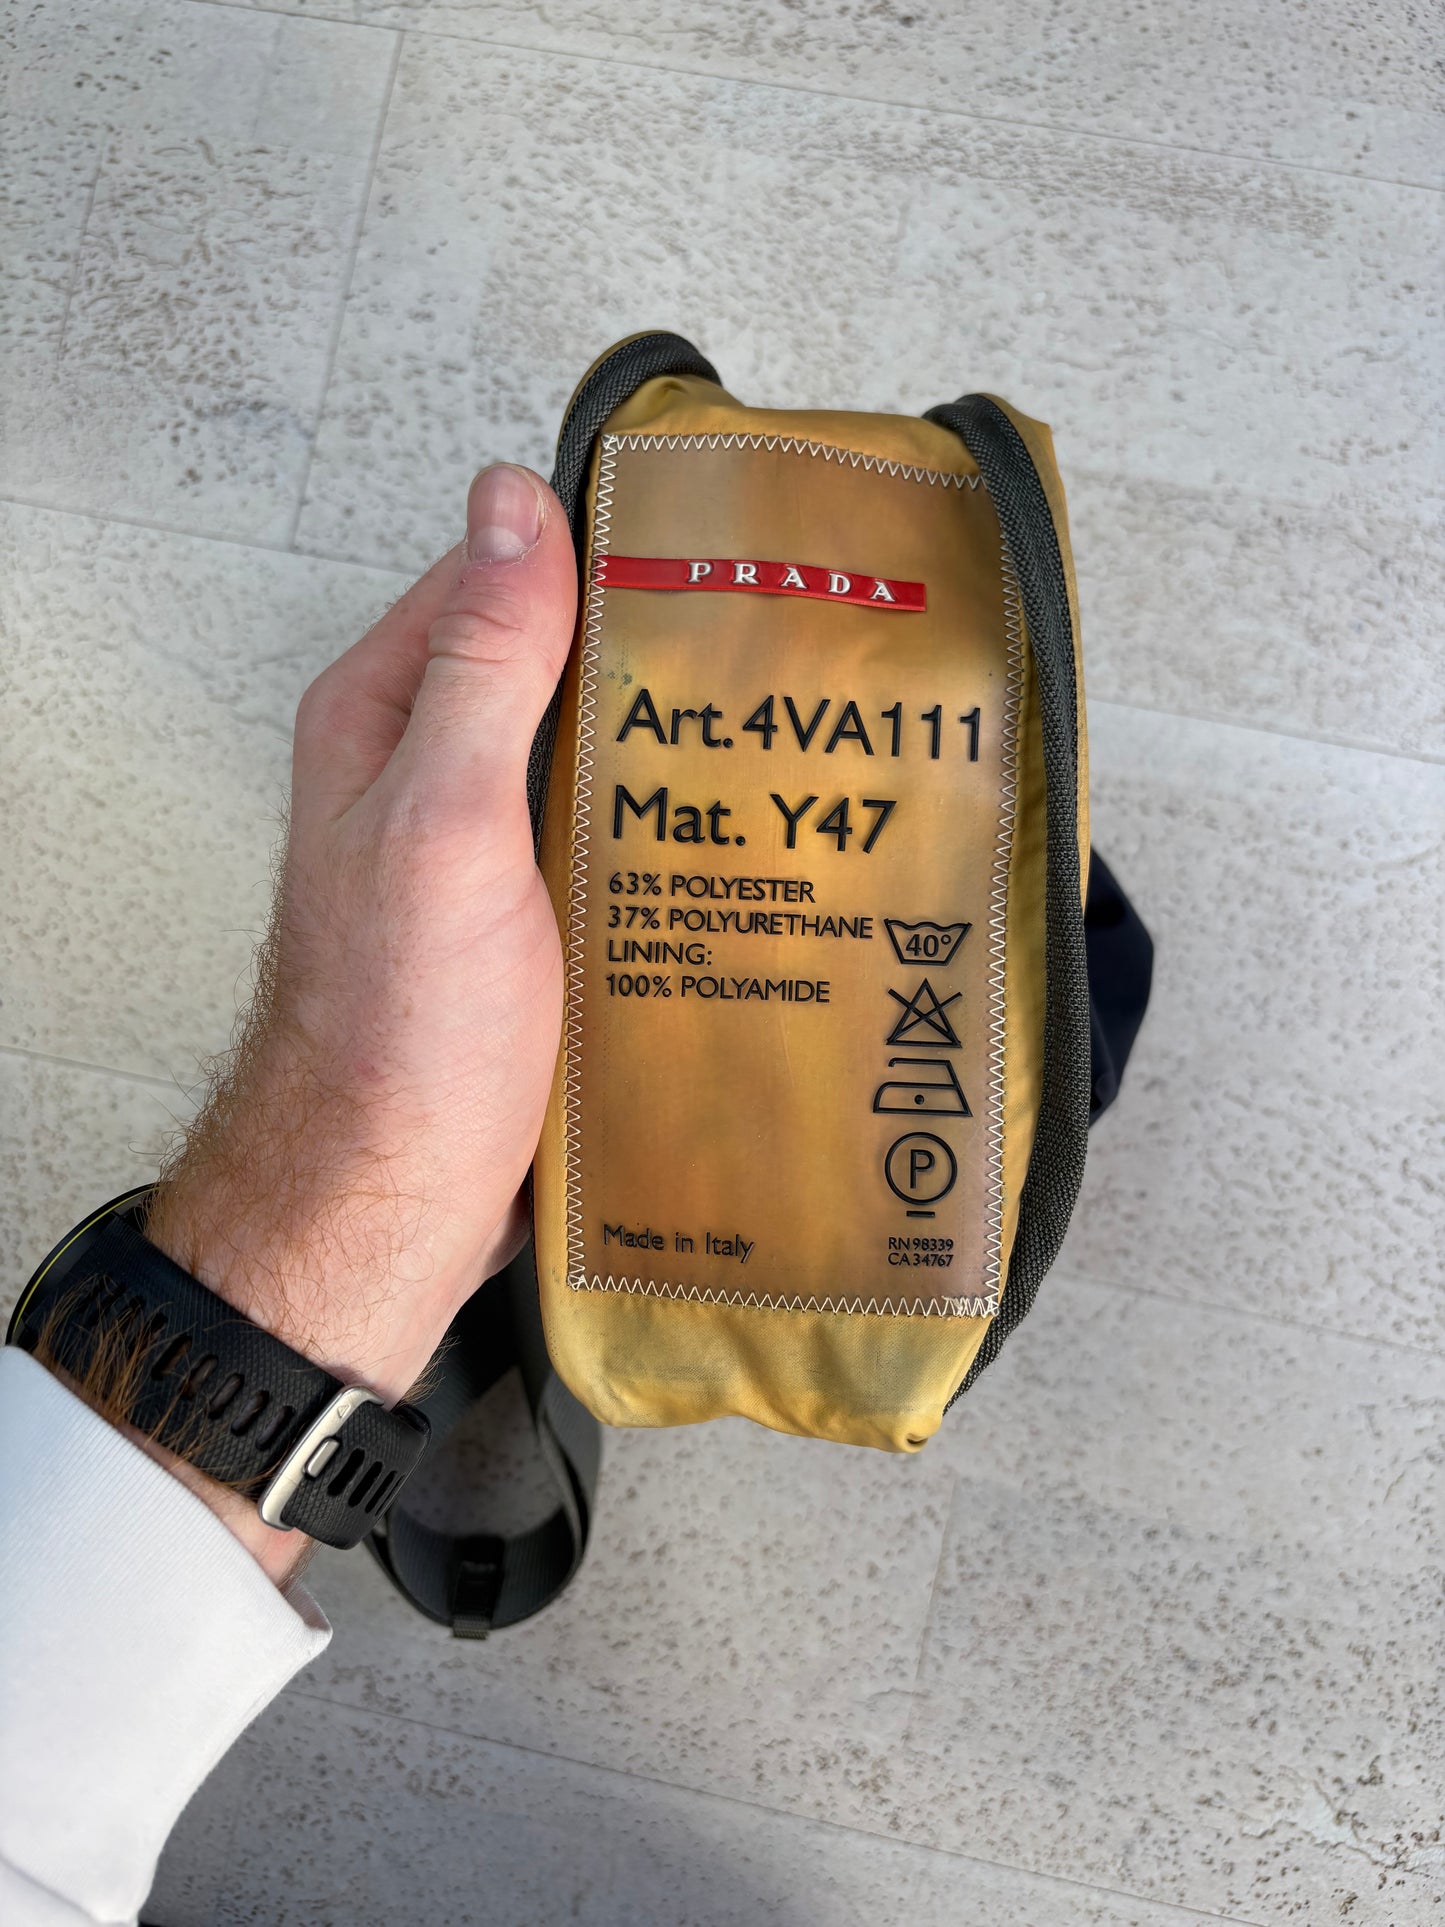 PRADA
Art. 4VA111
Mat. Y47
63% POLYESTER
37% POLYURETHANE
LINING:
100% POLYAMIDE
40°
P
Made in Italy
RN 98339
CA 34767